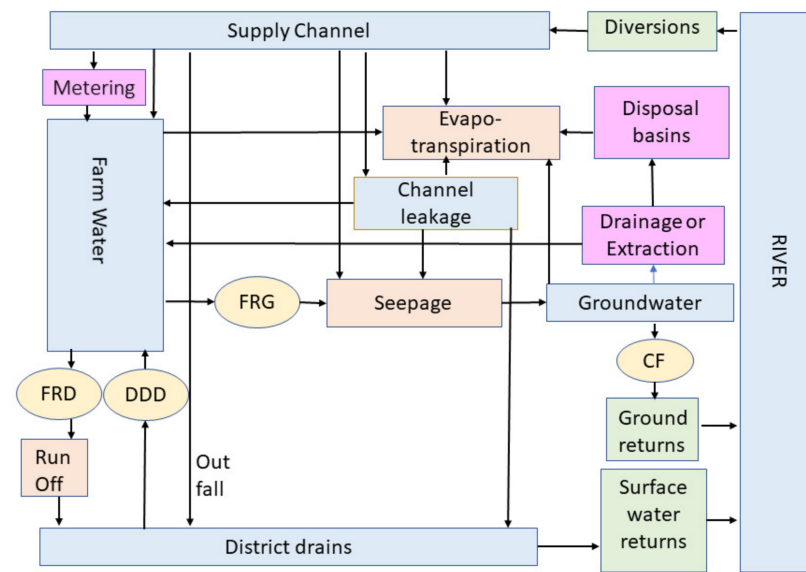 Supply Channel
Diversions
Metering
Evapo-
transpiration
Disposal
basins
Farm Water
Channel
leakage
Drainage or
Extraction
RIVER
FRG
Seepage
Groundwater
CF
FRD
DDD
Ground
returns
Run
Off
Out
fall
Surface
water
returns
District drains